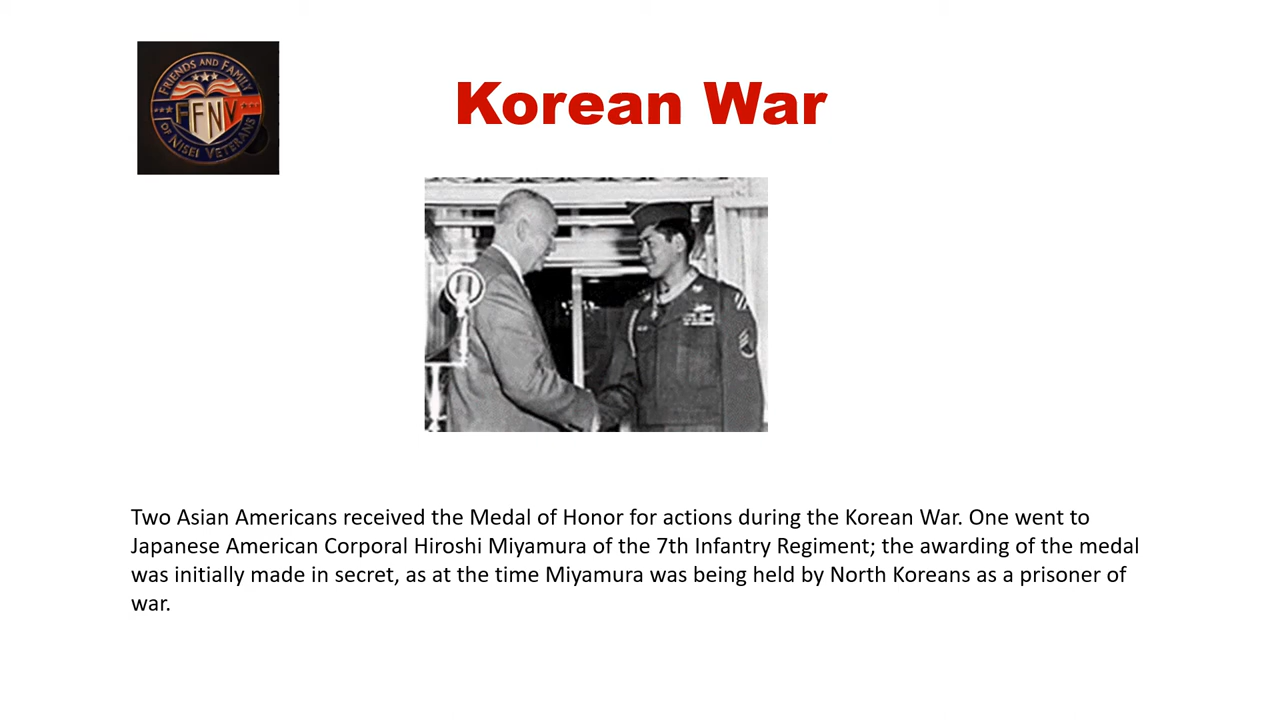 FRIENDS AND FAMILY
FFNV
OF NISEI VETERANS
Korean War
Two Asian Americans received the Medal of Honor for actions during the Korean War. One went to
Japanese American Corporal Hiroshi Miyamura of the 7th Infantry Regiment; the awarding of the medal
was initially made in secret, as at the time Miyamura was being held by North Koreans as a prisoner of
war.